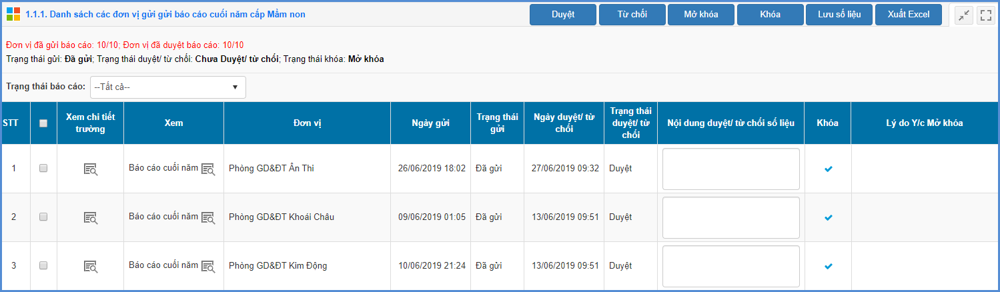 1.1.1. Danh sách các đơn vị gửi gửi báo cáo cuối năm cấp Mầm non
Duyệt Từ chối Mở khóa Khóa Lưu số liệu Xuất Excel
Đơn vị đã gửi báo cáo: 10/10; Đơn vị đã duyệt báo cáo: 10/10
Trạng thái gửi: Đã gửi; Trạng thái duyệt/ từ chối: Chưa Duyệt/ từ chối; Trạng thái khóa: Mở khóa
Trạng thái báo cáo: --Tất cả--
STT Xem chi tiết trường Xem Đơn vị Ngày gửi Trạng thái gửi Ngày duyệt/ từ chối Trạng thái duyệt/ từ chối Nội dung duyệt/ từ chối số liệu Khóa Lý do Y/c Mở khóa
1 Báo cáo cuối năm Phòng GD&ĐT Ân Thi 26/06/2019 18:02 Đã gửi 27/06/2019 09:32 Duyệt
2 Báo cáo cuối năm Phòng GD&ĐT Khoái Châu 09/06/2019 01:05 Đã gửi 13/06/2019 09:51 Duyệt
3 Báo cáo cuối năm Phòng GD&ĐT Kim Động 10/06/2019 21:24 Đã gửi 13/06/2019 09:51 Duyệt